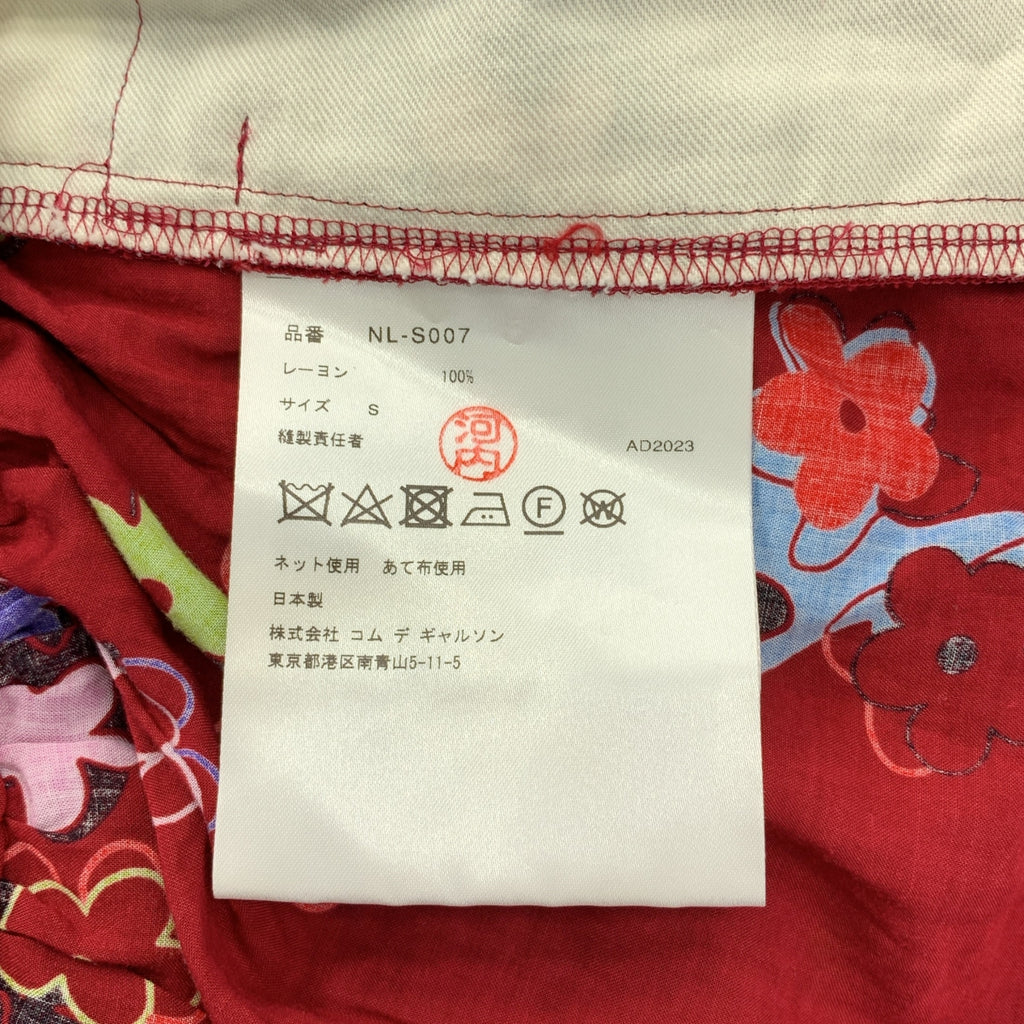 品番 NL-S007
レーヨン 100%
サイズ S
縫製責任者 河内 AD2023
F W
ネット使用 あて布使用
日本製
株式会社 コム デ ギャルソン
東京都港区南青山5-11-5